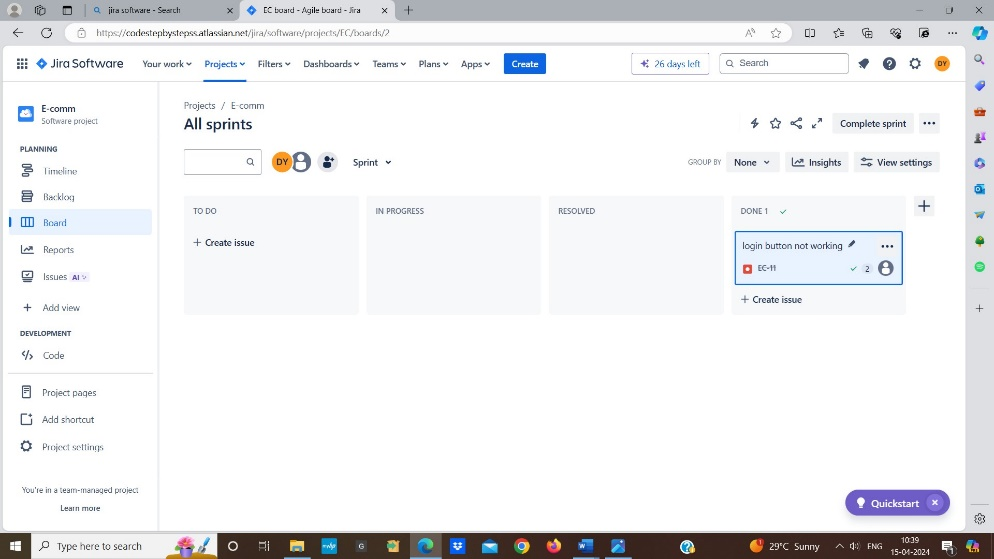 jira software - Search
EC board - Agile board - Jira
https://codestepbystepss.atlassian.net/jira/software/projects/EC/boards/2
Jira Software
Your work
Projects
Filters
Dashboards
Teams
Plans
Apps
Create
26 days left
Search
DY
E-comm
Software project
PLANNING
Timeline
Backlog
Board
Reports
Issues AI
Add view
DEVELOPMENT
Code
Project pages
Add shortcut
Project settings
You're in a team-managed project
Learn more
Projects / E-comm
All sprints
Complete sprint
DY
Sprint
GROUP BY
None
Insights
View settings
TO DO
+ Create issue
IN PROGRESS
RESOLVED
DONE 1
login button not working
EC-11
2
+ Create issue
Quickstart
Type here to search
29°C Sunny
ENG
10:39
15-04-2024